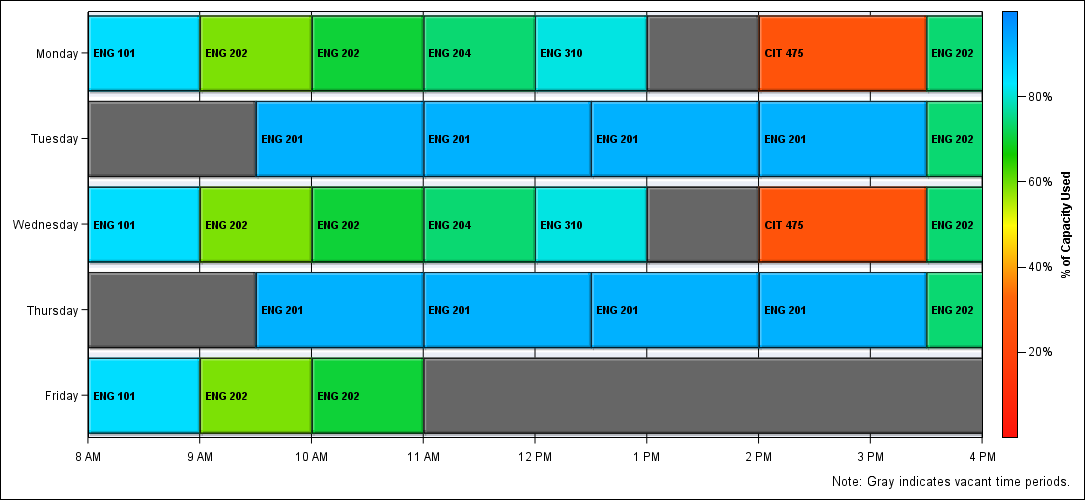 Monday ENG 101 ENG 202 ENG 202 ENG 204 ENG 310 CIT 475 ENG 202
80%
Tuesday ENG 201 ENG 201 ENG 201 ENG 201 ENG 202
60%
Wednesday ENG 101 ENG 202 ENG 202 ENG 204 ENG 310 CIT 475 ENG 202
% of Capacity Used
40%
Thursday ENG 201 ENG 201 ENG 201 ENG 201 ENG 202
20%
Friday ENG 101 ENG 202 ENG 202
8 AM 9 AM 10 AM 11 AM 12 PM 1 PM 2 PM 3 PM 4 PM
Note: Gray indicates vacant time periods.